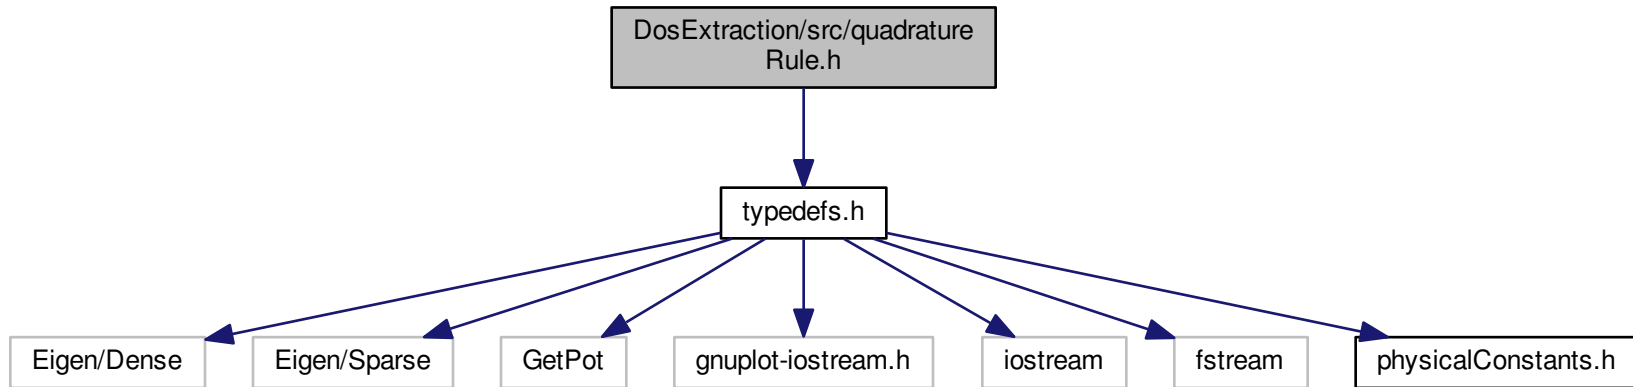 DosExtraction/src/quadrature
Rule.h
typedefs.h
Eigen/Dense
Eigen/Sparse
GetPot
gnuplot-iostream.h
iostream
fstream
physicalConstants.h